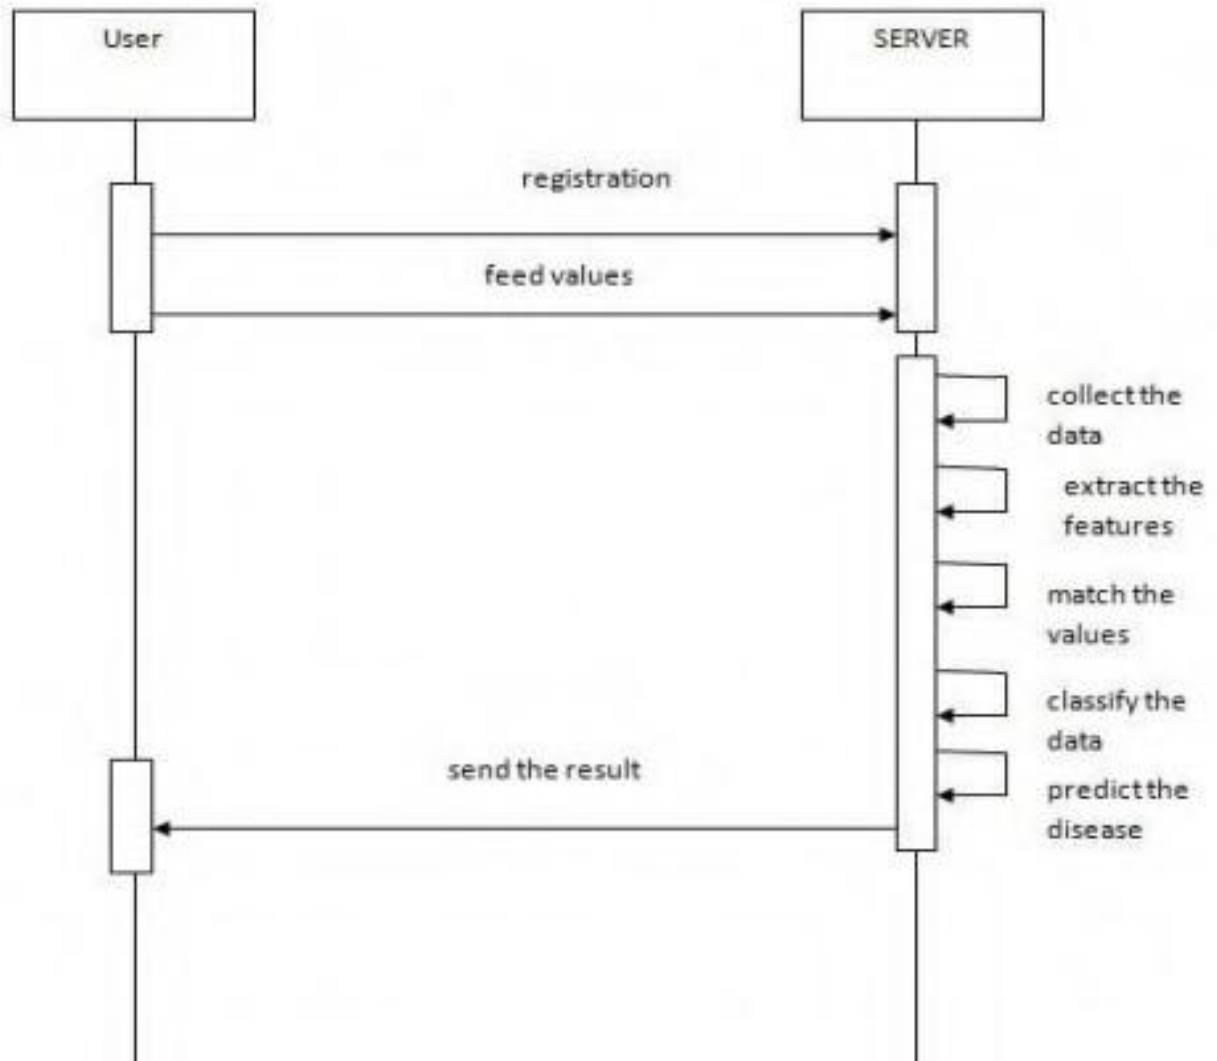 User
SERVER
registration
feed values
collect the
data
extract the
features
match the
values
classify the
data
send the result
predict the
disease